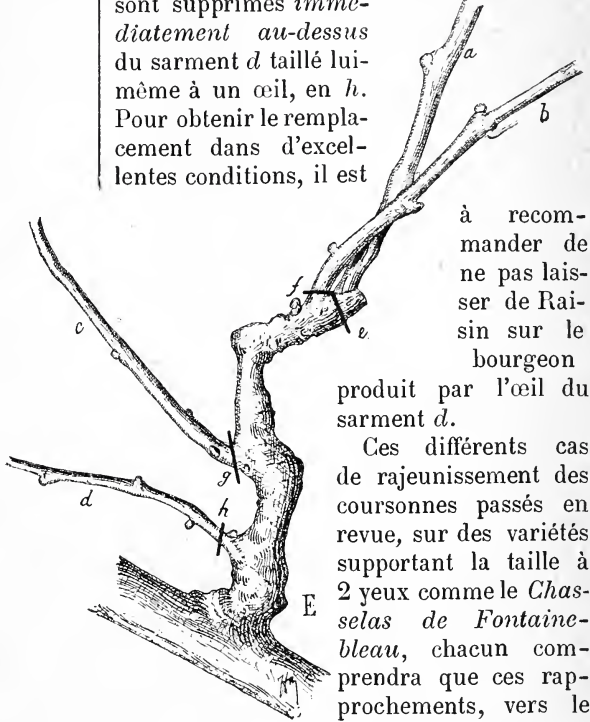 sont supprimés immé-
diatement au-dessus
du sarment d taillé lui-
même à un œil, en h.
Pour obtenir le rempla-
cement dans d'excel-
lentes conditions, il est
à recom-
mander de
ne pas lais-
ser de Rai-
sin sur le
bourgeon
produit par l'œil du
sarment d.
Ces différents cas
de rajeunissement des
coursonnes passés en
revue, sur des variétés
supportant la taille à
2 yeux comme le Chas-
selas de Fontaine-
bleau, chacun com-
prendra que ces rap-
prochements, vers le
a
b
c
d
e
f
g
h
E